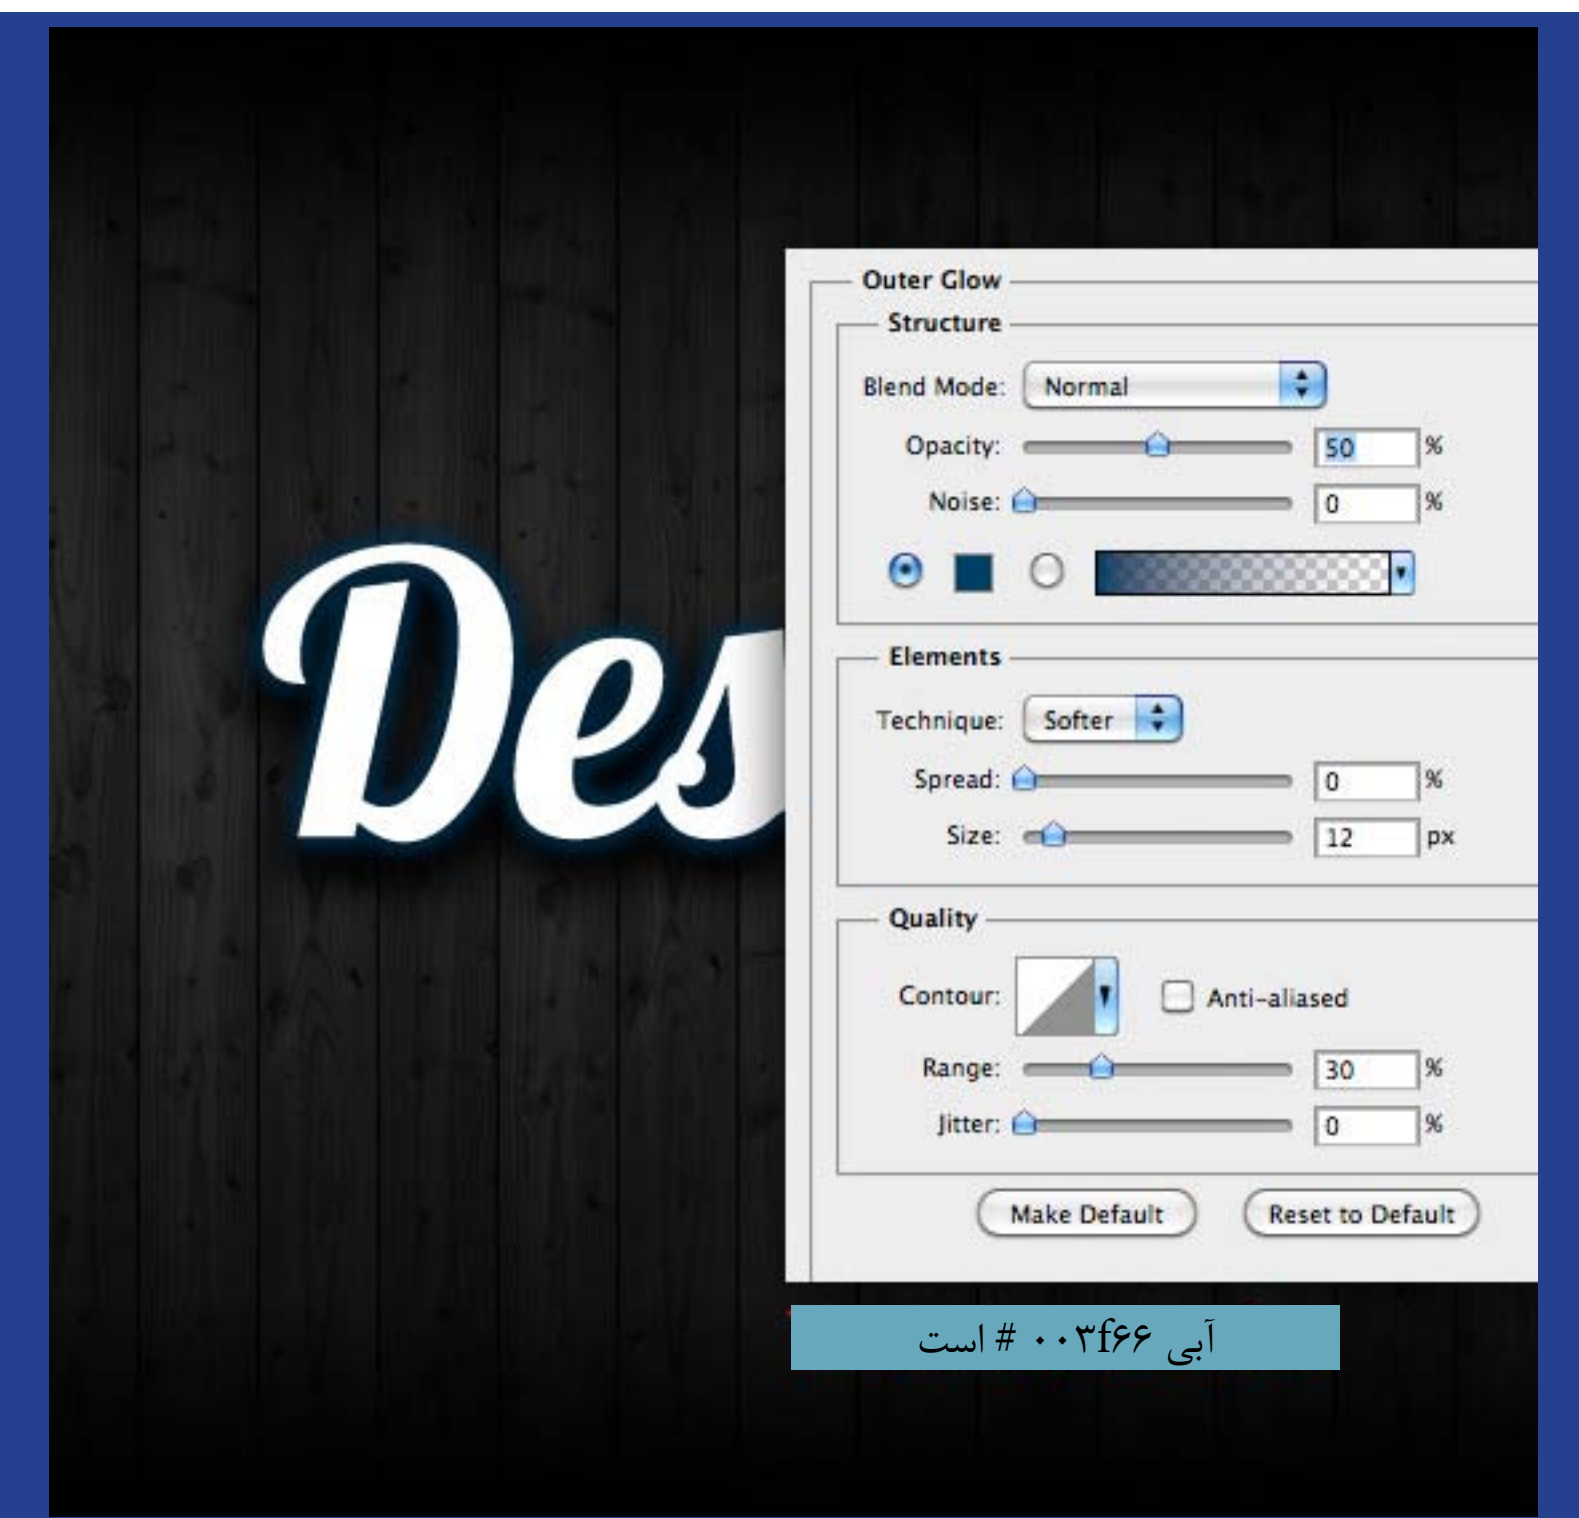 Des
Outer Glow
Structure
Blend Mode: Normal
Opacity: 50 %
Noise: 0 %
Elements
Technique: Softer
Spread: 0 %
Size: 12 px
Quality
Contour: Anti-aliased
Range: 30 %
Jitter: 0 %
Make Default Reset to Default
آبی ۰۰۳f۶۶ # است